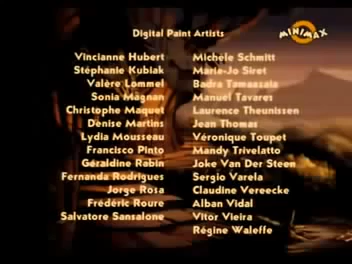 Digital Paint Artists
MINIMAX
Vincianne Hubert
Stéphanie Kubiak
Valère Lommel
Sonia Magnan
Christophe Maquet
Denise Martins
Lydia Mousseau
Francisco Pinto
Géraldine Rabin
Fernanda Rodrigues
Jorge Rosa
Frédéric Roure
Salvatore Sansalone
Michèle Schmitt
Marie-Jo Siret
Badra Tamassala
Manuel Tavares
Laurence Theunissen
Jean Thomas
Véronique Toupet
Mandy Trivelatto
Joke Van Der Steen
Sergio Varela
Claudine Vereecke
Alban Vidal
Vitor Vieira
Régine Waleffe